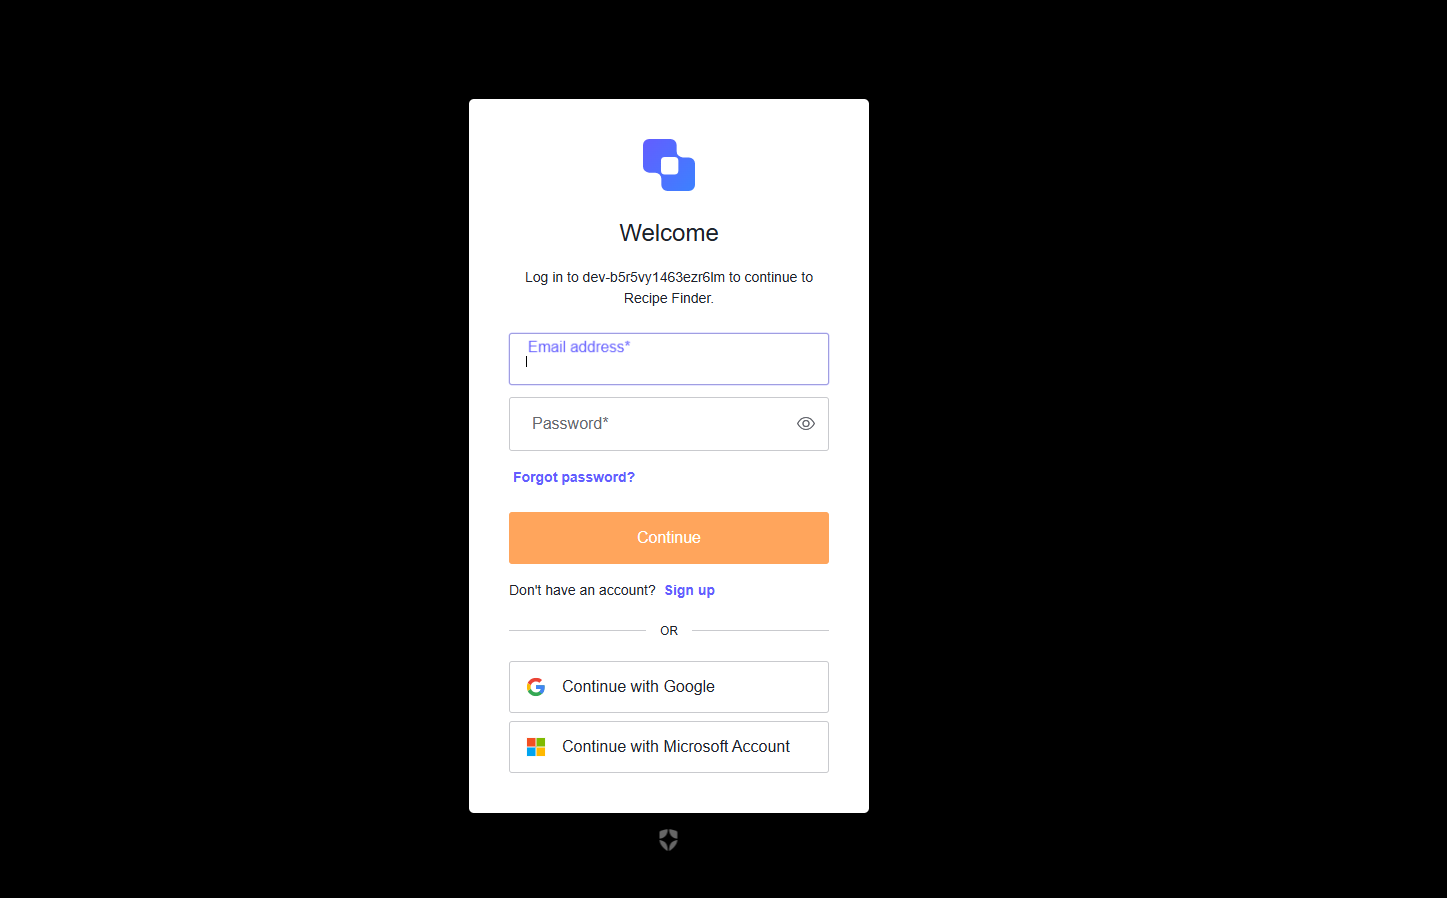 Welcome
Log in to dev-b5r5vy1463ezr6lm to continue to
Recipe Finder.
Email address*
Password*
Forgot password?
Continue
Don't have an account? Sign up
OR
Continue with Google
Continue with Microsoft Account